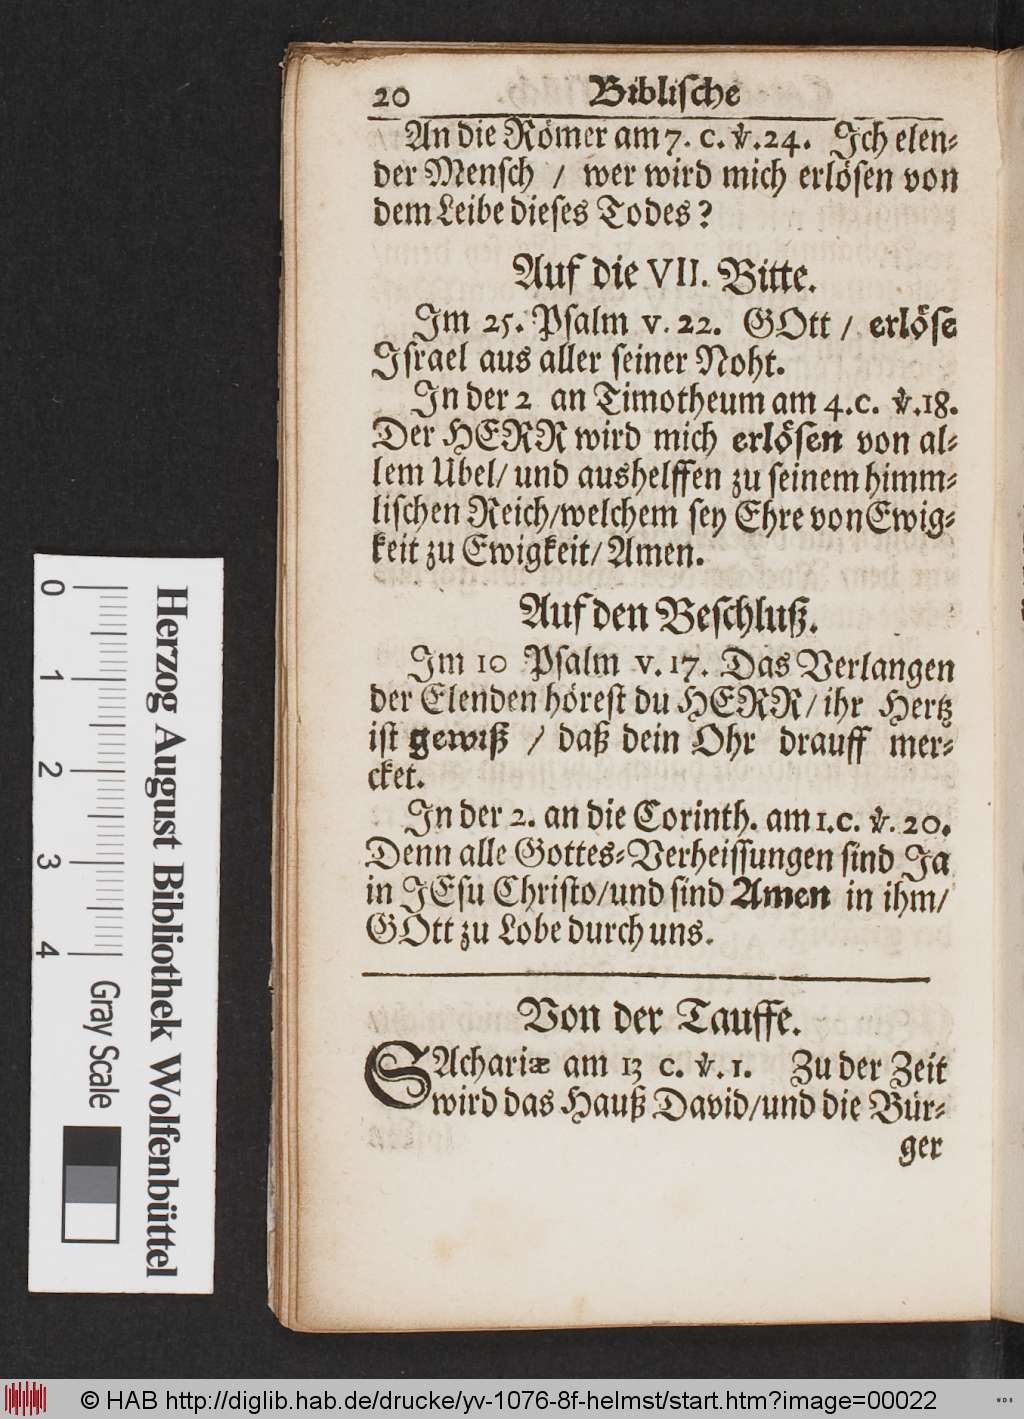 20 Biblische
An die Römer am 7. c. v. 24. Ich elen-
der Mensch / wer wird mich erlösen von
dem Leibe dieses Todes?
Auf die VII. Bitte.
Im 25. Psalm v. 22. GOtt / erlöse
Israel aus aller seiner Noht.
In der 2 an Timotheum am 4. c. v. 18.
Der HERR wird mich erlösen von al-
lem Ubel / und aushelffen zu seinem himm-
lischen Reich / welchem sey Ehre von Ewig-
keit zu Ewigkeit / Amen.
Auf den Beschluß.
Im 10 Psalm v. 17. Das Verlangen
der Elenden hörest du HERR / ihr Hertz
ist gewiß / daß dein Ohr drauff mer-
cket.
In der 2. an die Corinth. am 1. c. v. 20.
Denn alle Gottes-Verheissungen sind Ja
in JEsu Christo / und sind Amen in ihm /
GOtt zu Lobe durch uns.
Von der Tauffe.
SAchariæ am 13 c. v. 1. Zu der Zeit
wird das Hauß David / und die Bür-
ger
Herzog August Bibliothek Wolfenbüttel
0 1 2 3 4 Gray Scale
© HAB http://diglib.hab.de/drucke/yv-1076-8f-helmst/start.htm?image=00022